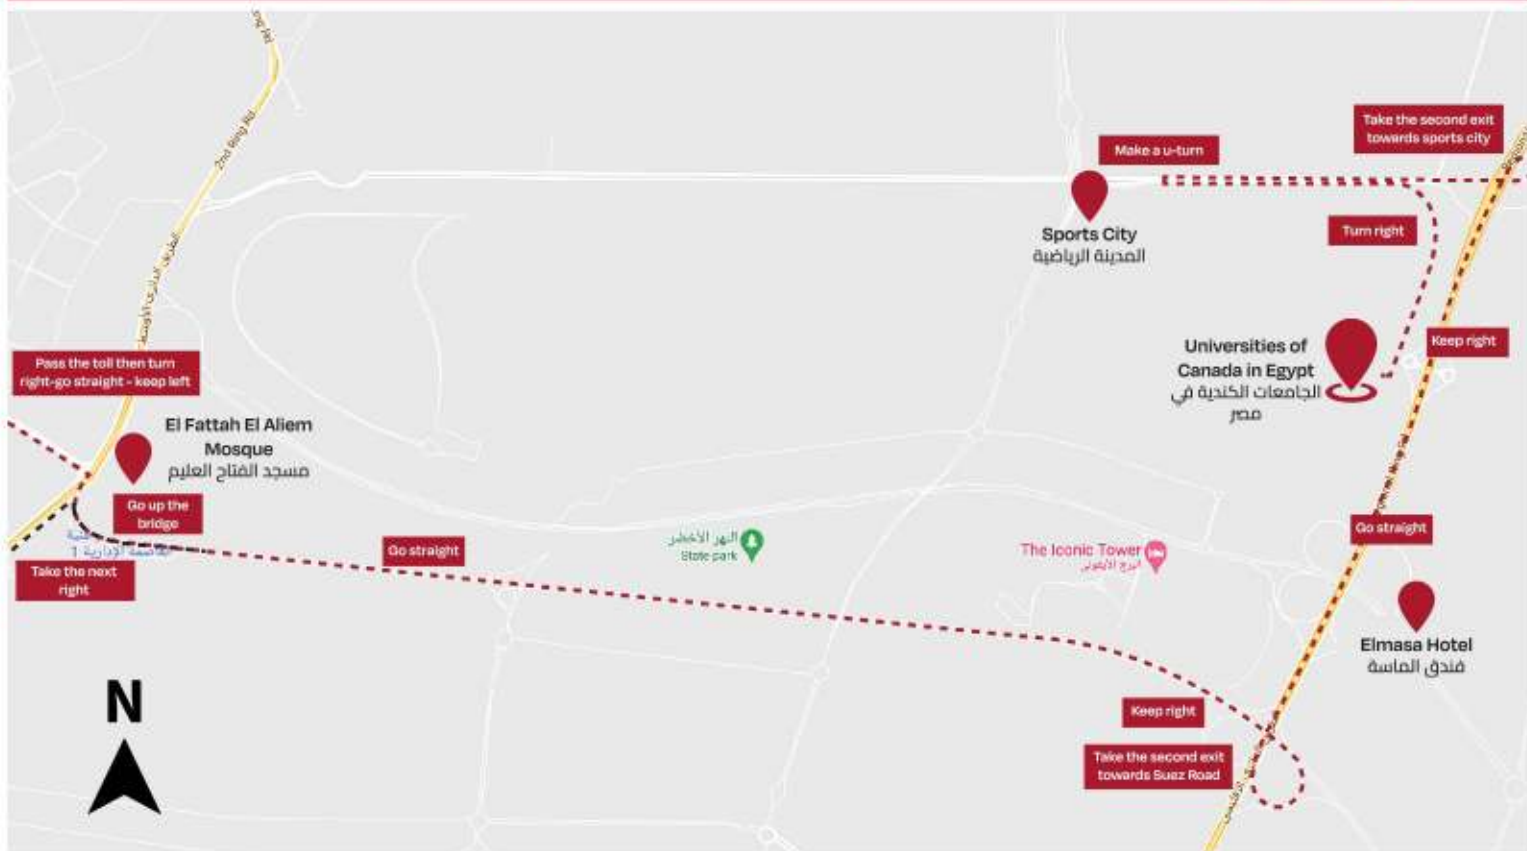 2nd Ring Rd
الطريق الدائري الأوسط
Take the second exit
towards sports city
Make a u-turn
Sports City
المدينة الرياضية
Turn right
Universities of
Canada in Egypt
الجامعات الكندية في
مصر
Keep right
Pass the toll then turn
right-go straight - keep left
El Fattah El Aliem
Mosque
مسجد الفتاح العليم
Go up the
bridge
Take the next
right
Go straight
النهر الأخضر
State park
The Iconic Tower
البرج الأيقوني
Go straight
Elmasa Hotel
فندق الماسة
N
Keep right
Take the second exit
towards Suez Road